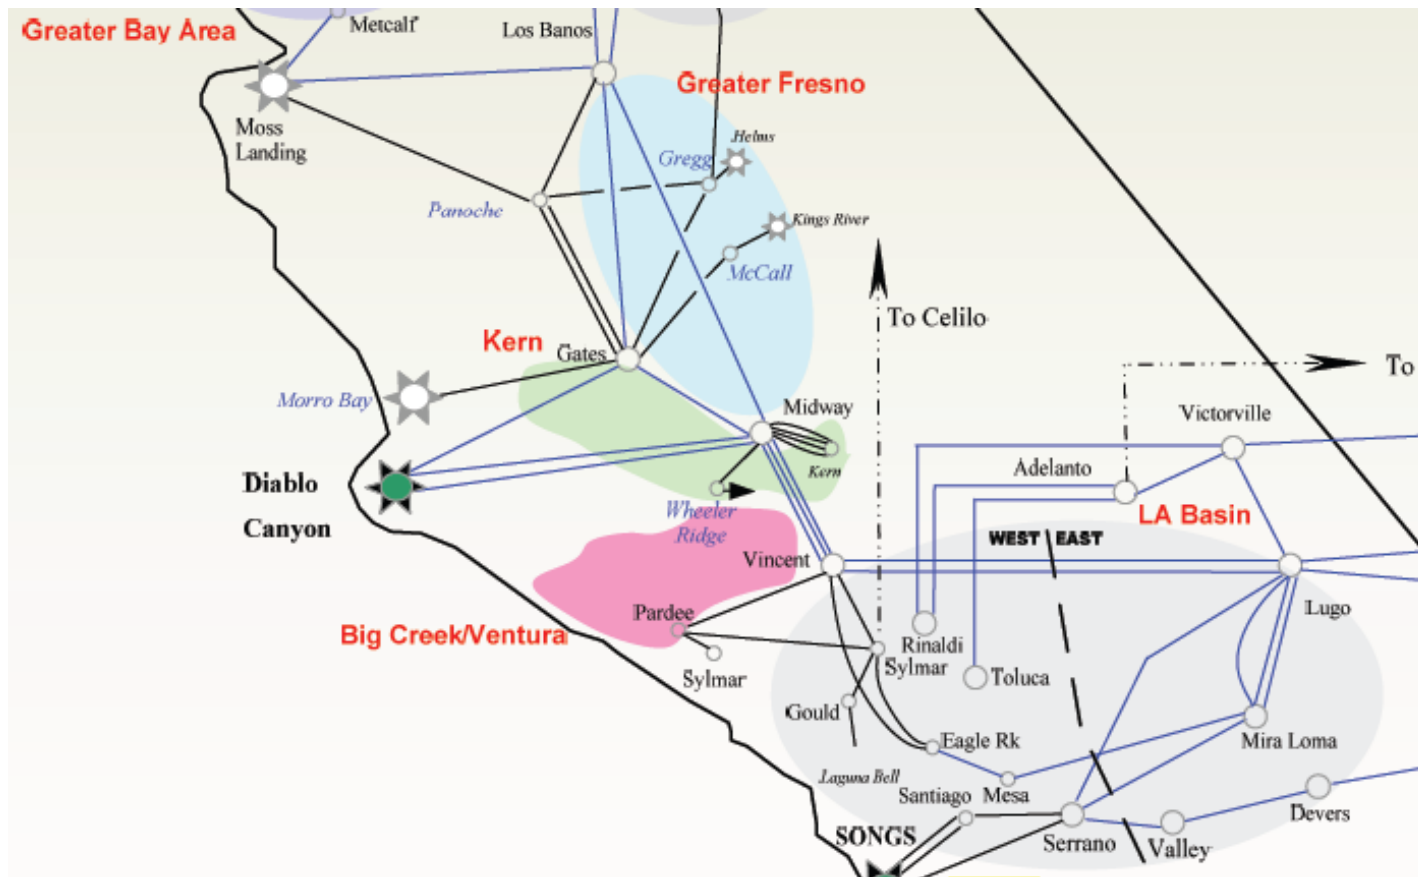 Metcalf
Los Banos
Greater Bay Area
Greater Fresno
Moss
Landing
Helms
Gregg
Panoche
Kings River
McCall
To Celilo
Kern
Gates
To
Morro Bay
Midway
Victorville
Kern
Adelanto
Diablo
Canyon
Wheeler
Ridge
LA Basin
WEST
EAST
Vincent
Lugo
Pardee
Big Creek/Ventura
Rinaldi
Sylmar
Sylmar
Toluca
Gould
Eagle Rk
Mira Loma
Laguna Bell
Santiago
Mesa
Devers
SONGS
Serrano
Valley